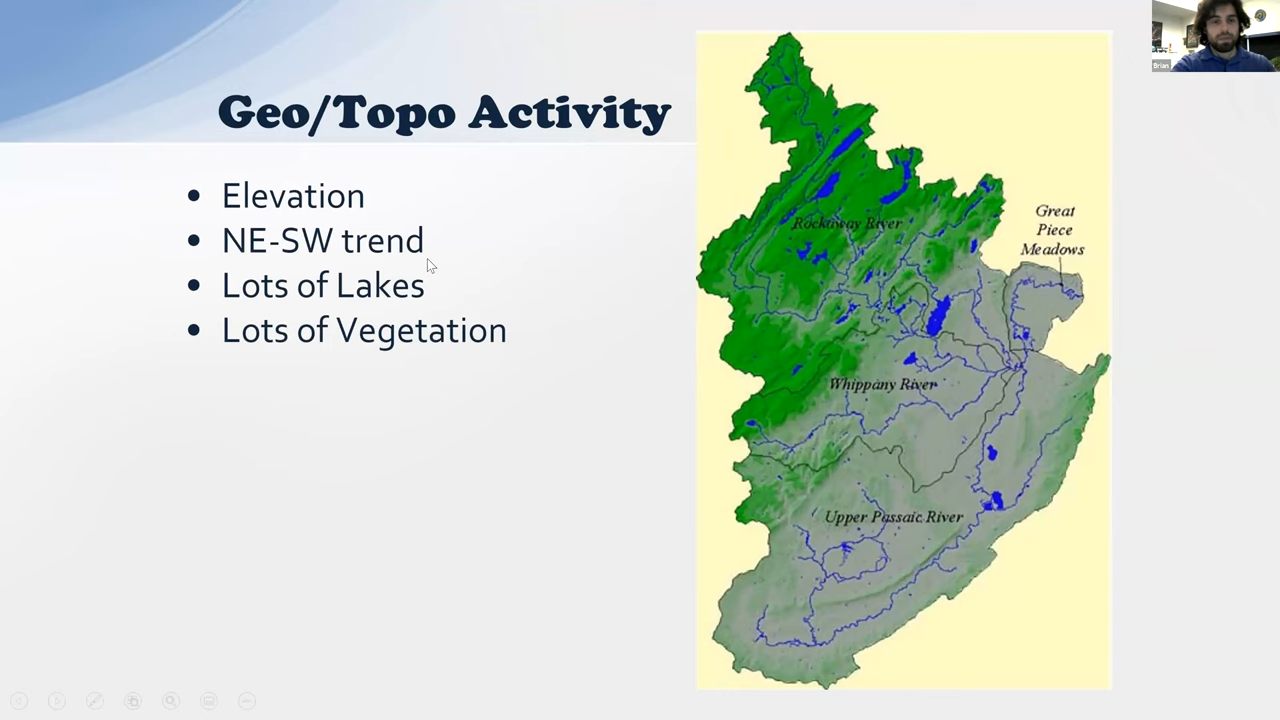 Geo/Topo Activity
• Elevation
• NE-SW trend
• Lots of Lakes
• Lots of Vegetation
Rockaway River
Great
Piece
Meadows
Whippany River
Upper Passaic River
Brian